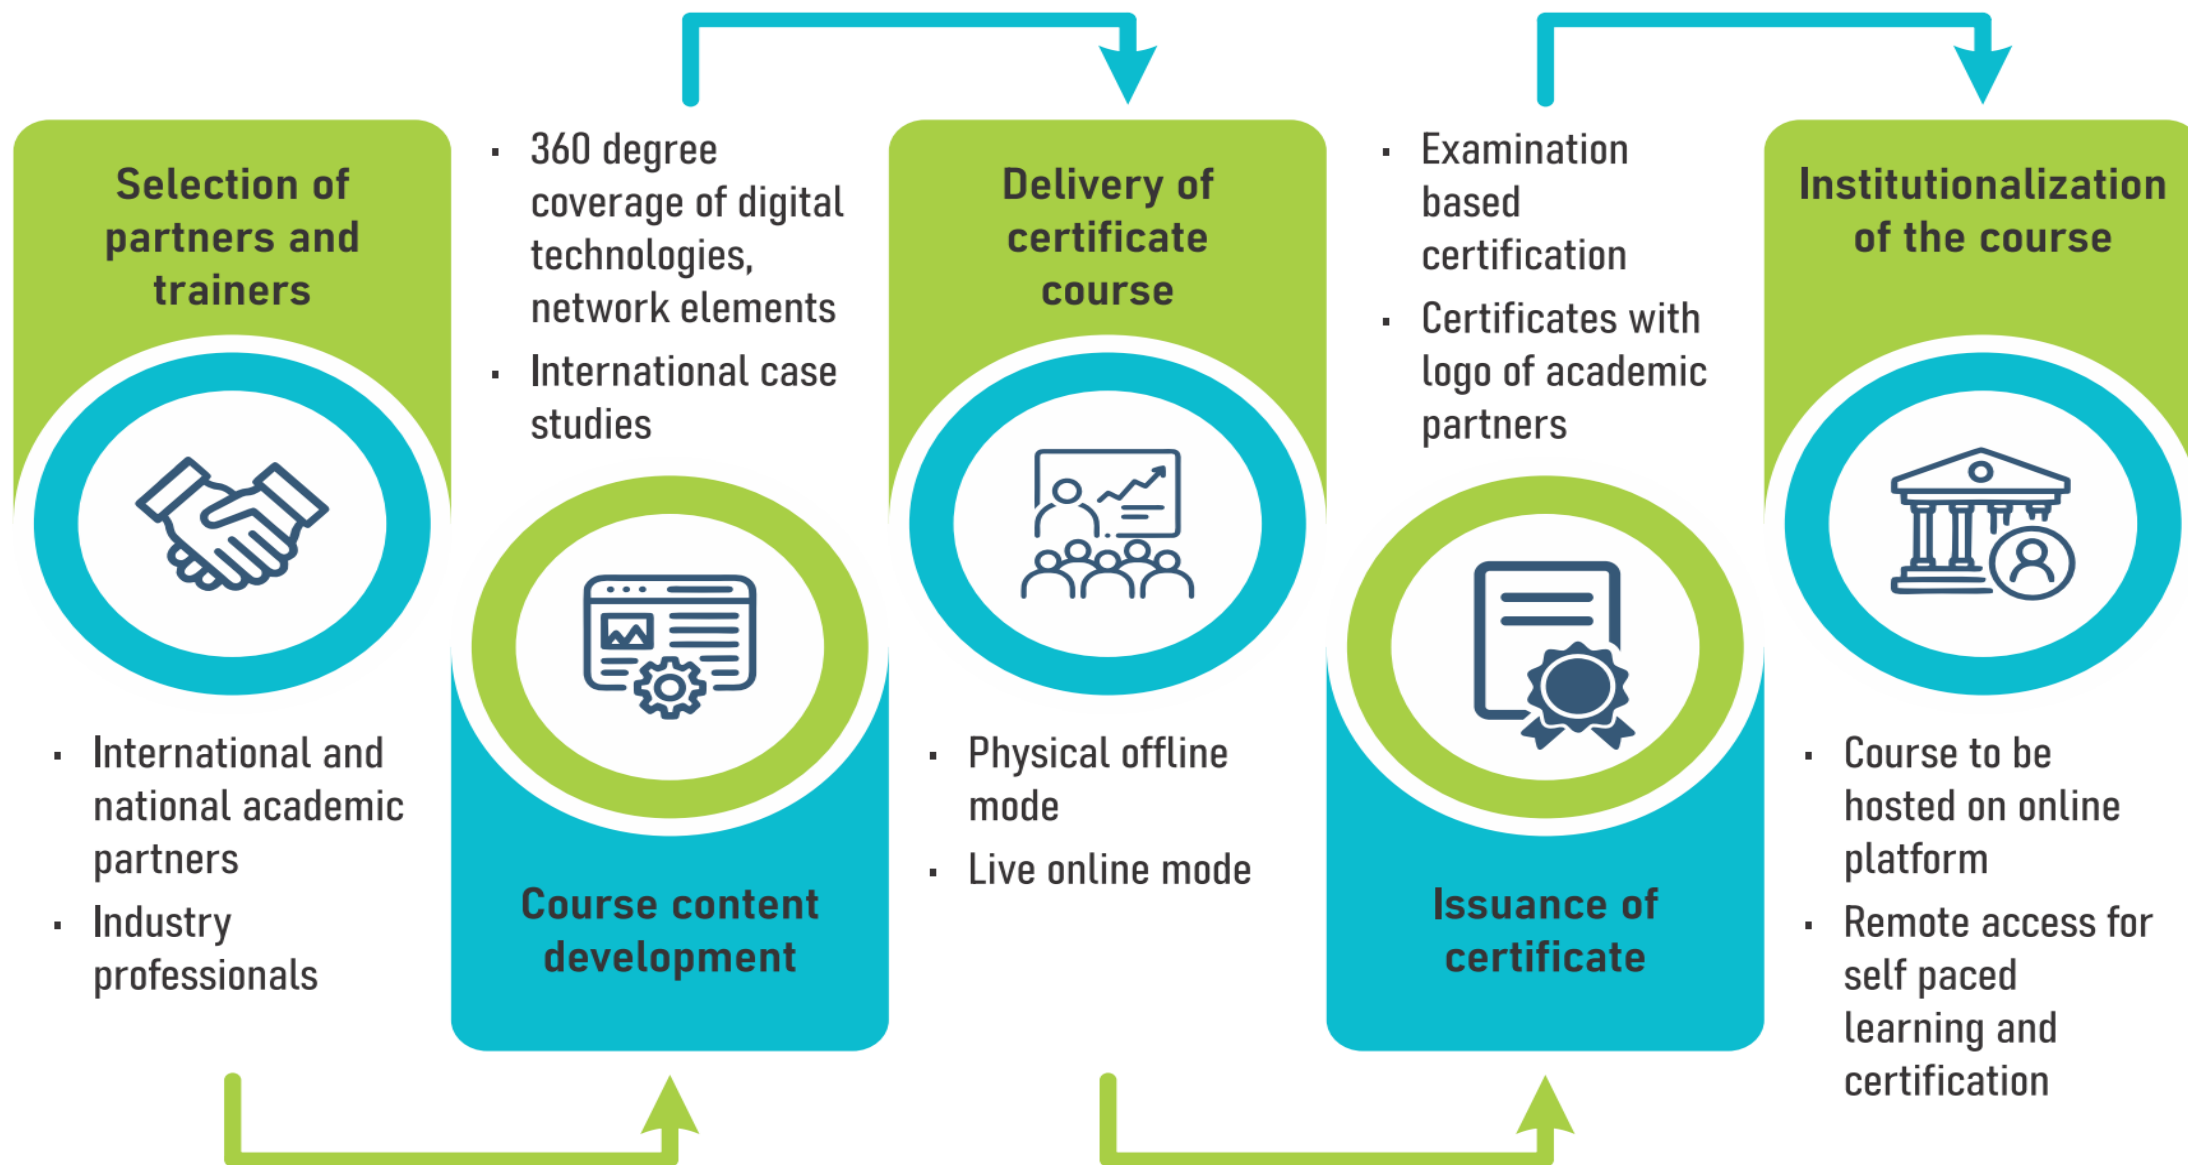 Selection of
partners and
trainers
· International and
national academic
partners
· Industry
professionals
· 360 degree
coverage of digital
technologies,
network elements
· International case
studies
Course content
development
Delivery of
certificate
course
· Physical offline
mode
· Live online mode
· Examination
based
certification
· Certificates with
logo of academic
partners
Issuance of
certificate
Institutionalization
of the course
· Course to be
hosted on online
platform
· Remote access for
self paced
learning and
certification